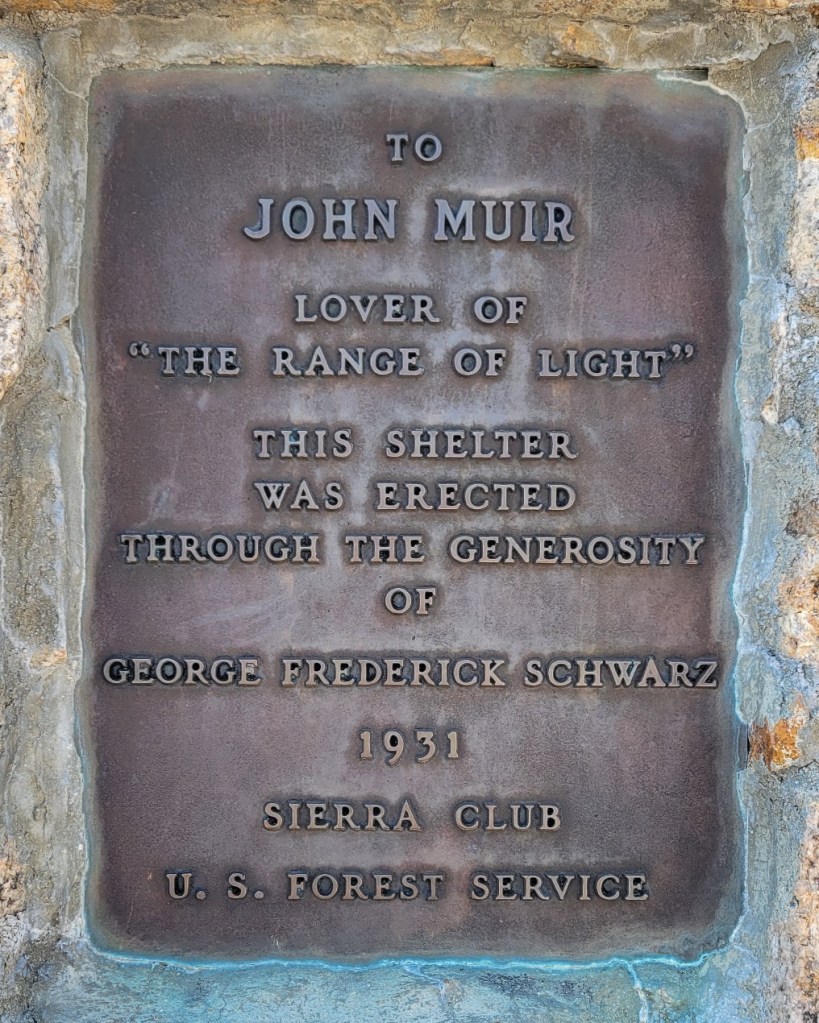 TO
JOHN MUIR
LOVER OF
“THE RANGE OF LIGHT”
THIS SHELTER
WAS ERECTED
THROUGH THE GENEROSITY
OF
GEORGE FREDERICK SCHWARZ
1931
SIERRA CLUB
U. S. FOREST SERVICE